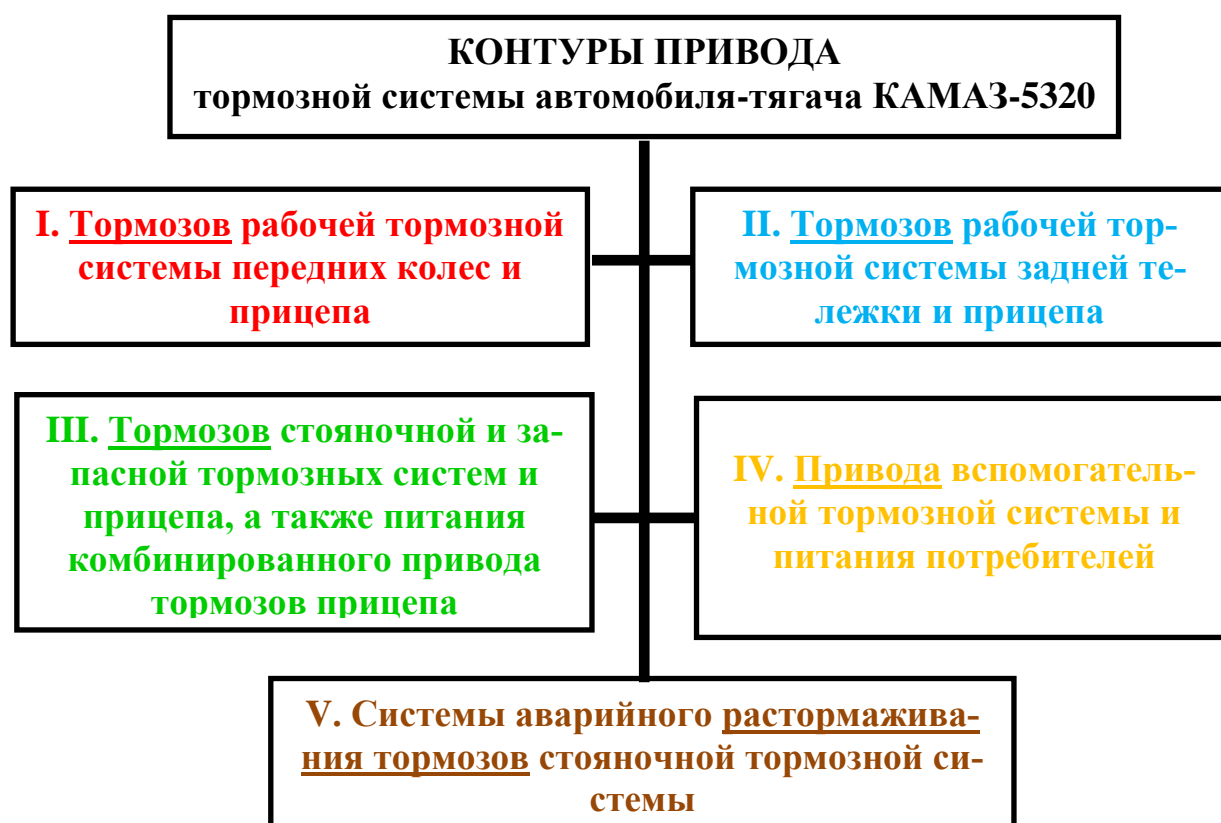 КОНТУРЫ ПРИВОДА
тормозной системы автомобиля-тягача КАМАЗ-5320
I. Тормозов рабочей тормозной
системы передних колес и
прицепа
II. Тормозов рабочей тор-
мозной системы задней те-
лежки и прицепа
III. Тормозов стояночной и за-
пасной тормозных систем и
прицепа, а также питания
комбинированного привода
тормозов прицепа
IV. Привода вспомогатель-
ной тормозной системы и
питания потребителей
V. Системы аварийного растормажива-
ния тормозов стояночной тормозной си-
стемы